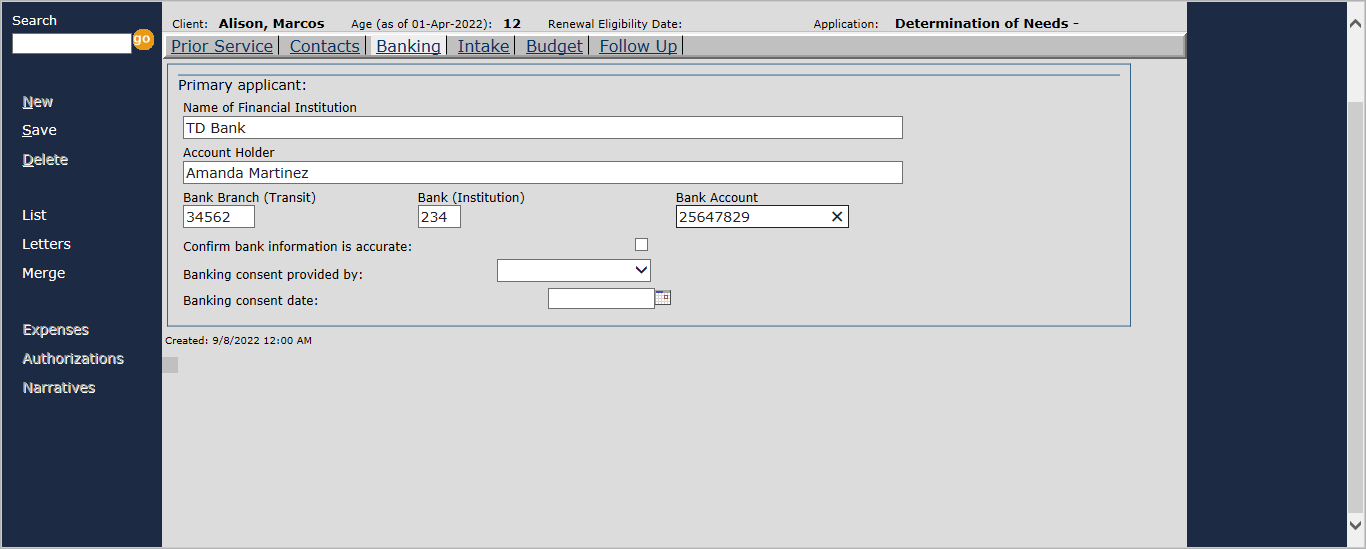 Search
go
New
Save
Delete
List
Letters
Merge
Expenses
Authorizations
Narratives
Client: Alison, Marcos Age (as of 01-Apr-2022): 12 Renewal Eligibility Date: Application: Determination of Needs -
Prior Service Contacts Banking Intake Budget Follow Up
Primary applicant:
Name of Financial Institution
TD Bank
Account Holder
Amanda Martinez
Bank Branch (Transit) Bank (Institution) Bank Account
34562 234 25647829
Confirm bank information is accurate:
Banking consent provided by:
Banking consent date:
Created: 9/8/2022 12:00 AM